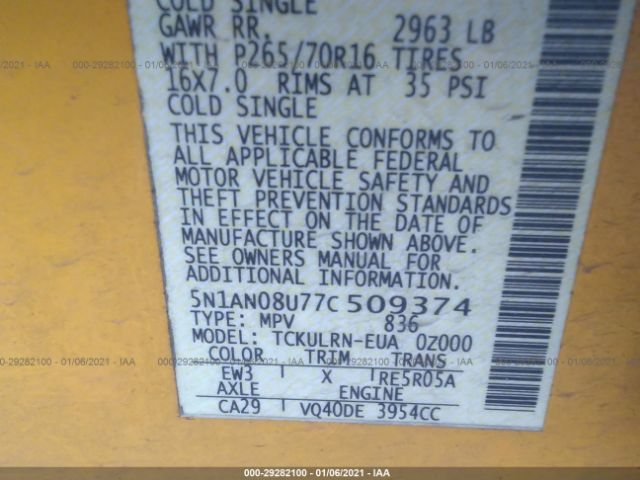 COLD SINGLE
GAWR RR. 2963 LB
WITH P265/70R16 TIRES
16X7.0 RIMS AT 35 PSI
COLD SINGLE
THIS VEHICLE CONFORMS TO
ALL APPLICABLE FEDERAL
MOTOR VEHICLE SAFETY AND
THEFT PREVENTION STANDARDS
IN EFFECT ON THE DATE OF
MANUFACTURE SHOWN ABOVE.
SEE OWNERS MANUAL FOR
ADDITIONAL INFORMATION.
5N1AN08U77C509374
TYPE: MPV 836
MODEL: TCKULRN-EUA 0Z000
COLOR TRIM TRANS
EW3 X RE5R05A
AXLE ENGINE
CA29 VQ40DE 3954CC
000-29282100 - 01/06/2021 - IAA